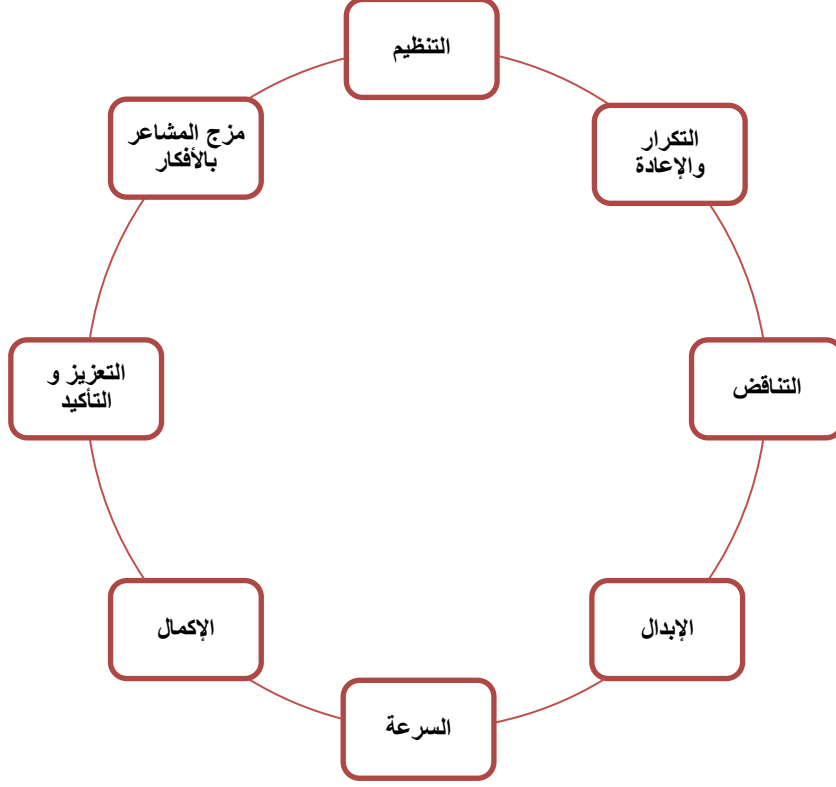 التنظيم
التكرار
والإعادة
التناقض
الإبدال
السرعة
الإكمال
التعزيز و
التأكيد
مزج المشاعر
بالأفكار